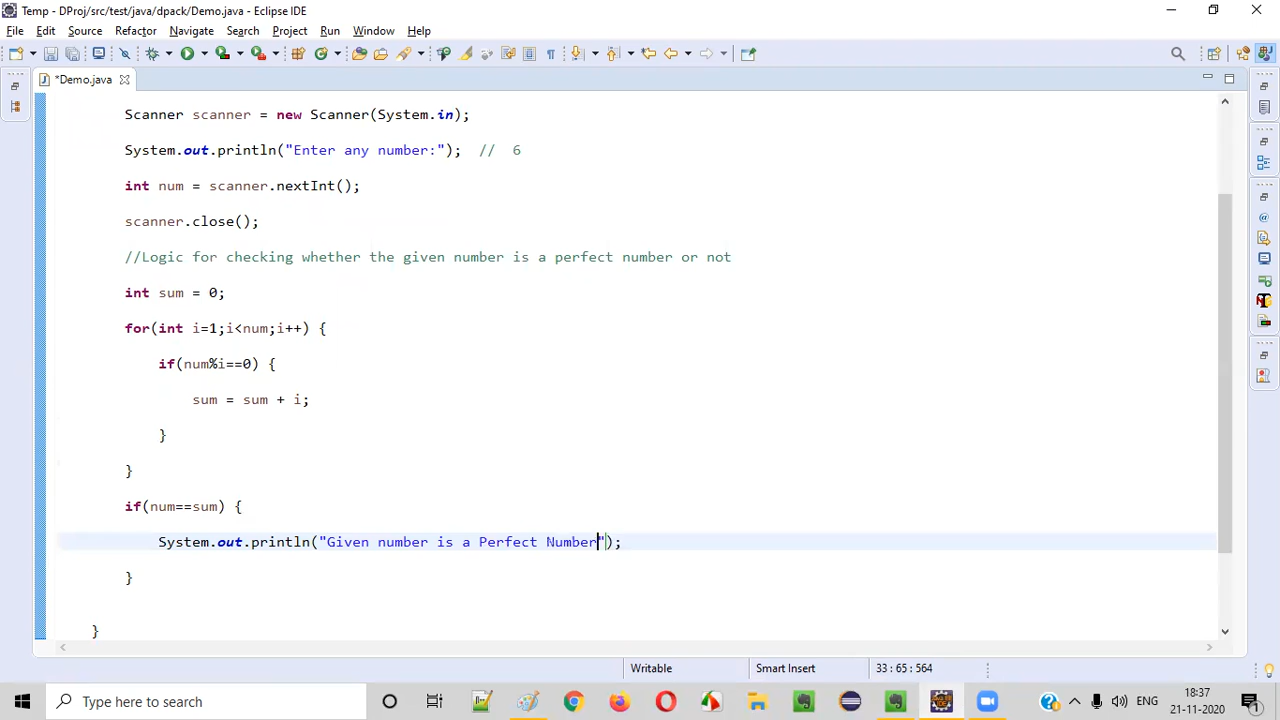 Temp - DProj/src/test/java/dpack/Demo.java - Eclipse IDE
File Edit Source Refactor Navigate Search Project Run Window Help
*Demo.java
Scanner scanner = new Scanner(System.in);
System.out.println("Enter any number:"); // 6
int num = scanner.nextInt();
scanner.close();
//Logic for checking whether the given number is a perfect number or not
int sum = 0;
for(int i=1;i<num;i++) {
if(num%i==0) {
sum = sum + i;
}
}
if(num==sum) {
System.out.println("Given number is a Perfect Number");
}
}
Writable Smart Insert 33 : 65 : 564
Type here to search
ENG
18:37
21-11-2020